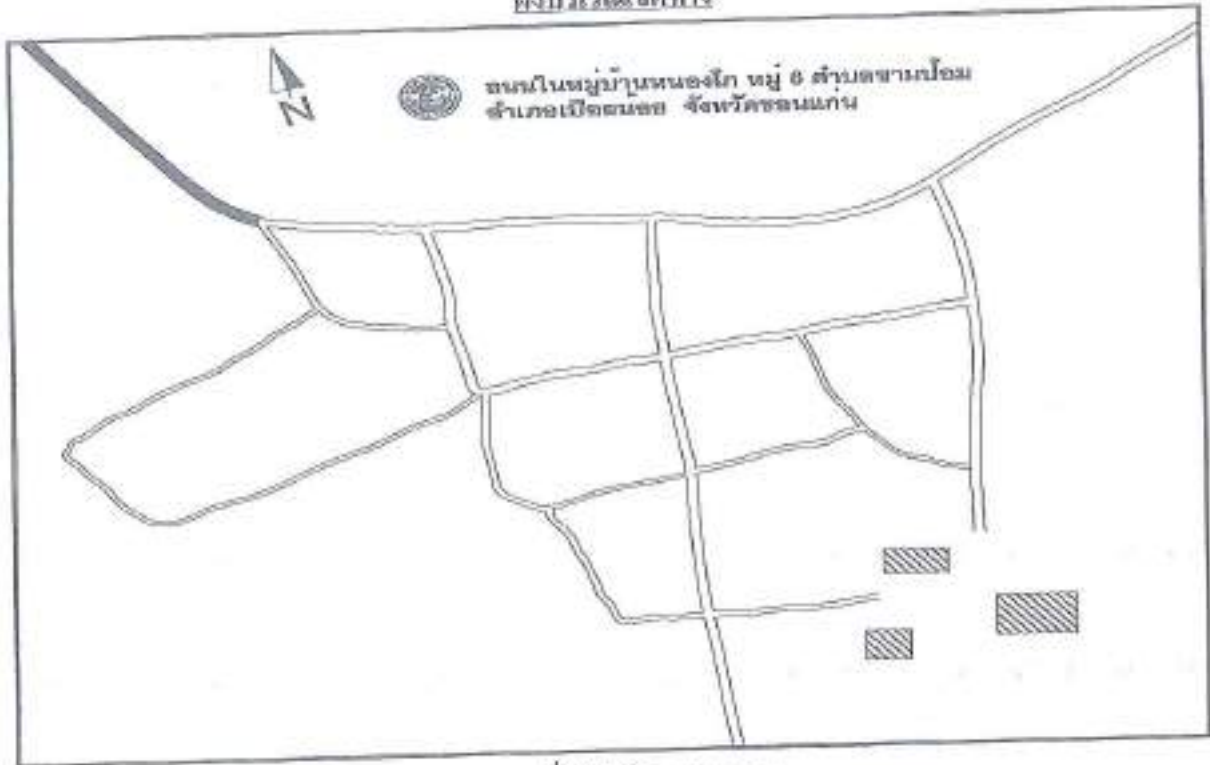 N
ถนนในหมู่บ้านหนองโก หมู่ 6 ตำบลขามป้อม
อำเภอเปือยน้อย จังหวัดขอนแก่น